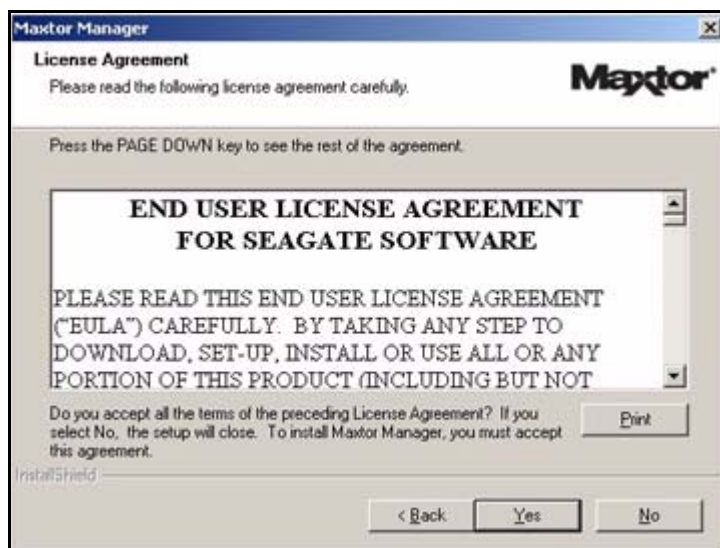 Maxtor Manager
License Agreement
Please read the following license agreement carefully.
Maxtor
Press the PAGE DOWN key to see the rest of the agreement.
END USER LICENSE AGREEMENT
FOR SEAGATE SOFTWARE
PLEASE READ THIS END USER LICENSE AGREEMENT
("EULA") CAREFULLY.  BY TAKING ANY STEP TO
DOWNLOAD, SET-UP, INSTALL OR USE ALL OR ANY
PORTION OF THIS PRODUCT (INCLUDING BUT NOT
Do you accept all the terms of the preceding License Agreement?  If you
select No,  the setup will close.  To install Maxtor Manager, you must accept
this agreement.
Print
InstallShield
< Back
Yes
No